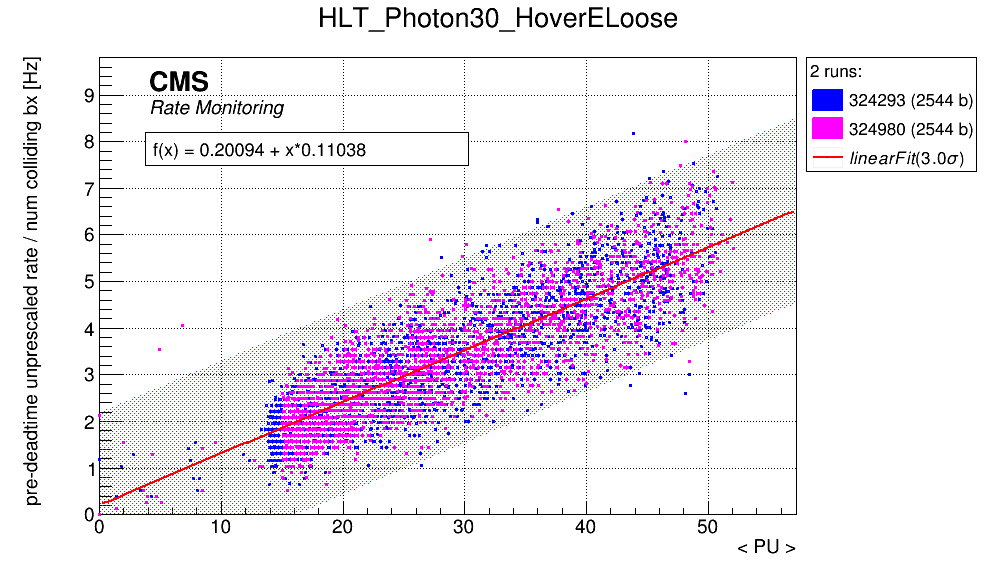 HLT_Photon30_HoverELoose
pre-deadtime unprescaled rate / num colliding bx [Hz]
CMS
Rate Monitoring
f(x) = 0.20094 + x*0.11038
2 runs:
324293 (2544 b)
324980 (2544 b)
linearFit(3.0σ)
9
8
7
6
5
4
3
2
1
0
0 10 20 30 40 50
< PU >